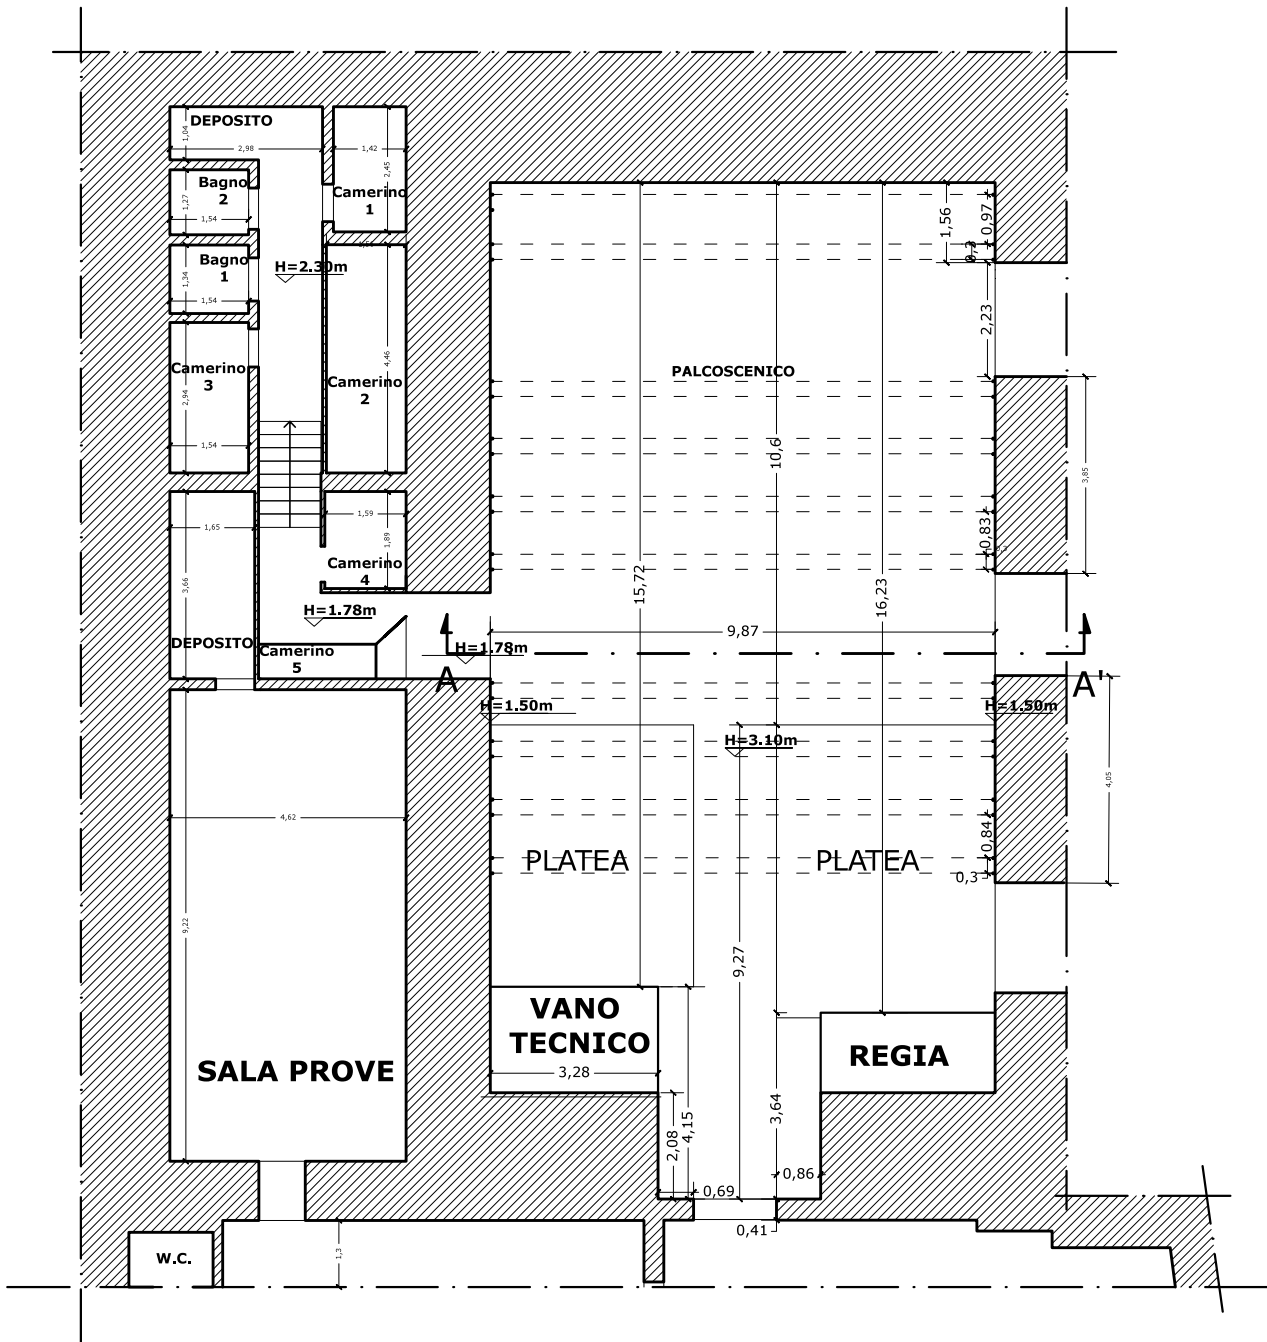 DEPOSITO
1,04
2,98
1,42
2,45
Bagno
2
1,27
1,54
Camerino
1
Bagno
1
1,34
1,54
H=2.30m
1,56
0,97
0,3
2,23
Camerino
3
2,94
1,54
4,46
Camerino
2
PALCOSCENICO
10,6
3,85
1,65
1,59
1,89
3,66
Camerino
4
0,83
0,3
15,72
16,23
H=1.78m
DEPOSITO
Camerino
5
H=1.78m
9,87
A
A'
H=1.50m
H=1.50m
H=3.10m
4,05
4,62
0,84
0,3
PLATEA
PLATEA
9,22
9,27
VANO
TECNICO
3,28
REGIA
SALA PROVE
2,08
4,15
3,64
0,86
0,69
0,41
W.C.
1,3